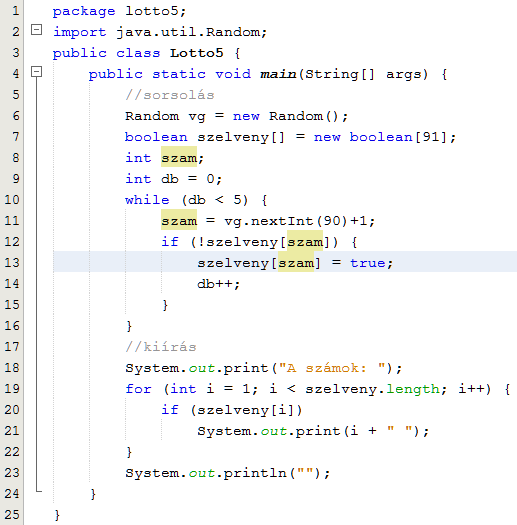 1 package lotto5;
2 import java.util.Random;
3 public class Lotto5 {
4 public static void main(String[] args) {
5 //sorsolás
6 Random vg = new Random();
7 boolean szelveny[] = new boolean[91];
8 int szam;
9 int db = 0;
10 while (db < 5) {
11 szam = vg.nextInt(90)+1;
12 if (!szelveny[szam]) {
13 szelveny[szam] = true;
14 db++;
15 }
16 }
17 //kiírás
18 System.out.print("A számok: ");
19 for (int i = 1; i < szelveny.length; i++) {
20 if (szelveny[i])
21 System.out.print(i + " ");
22 }
23 System.out.println("");
24 }
25 }